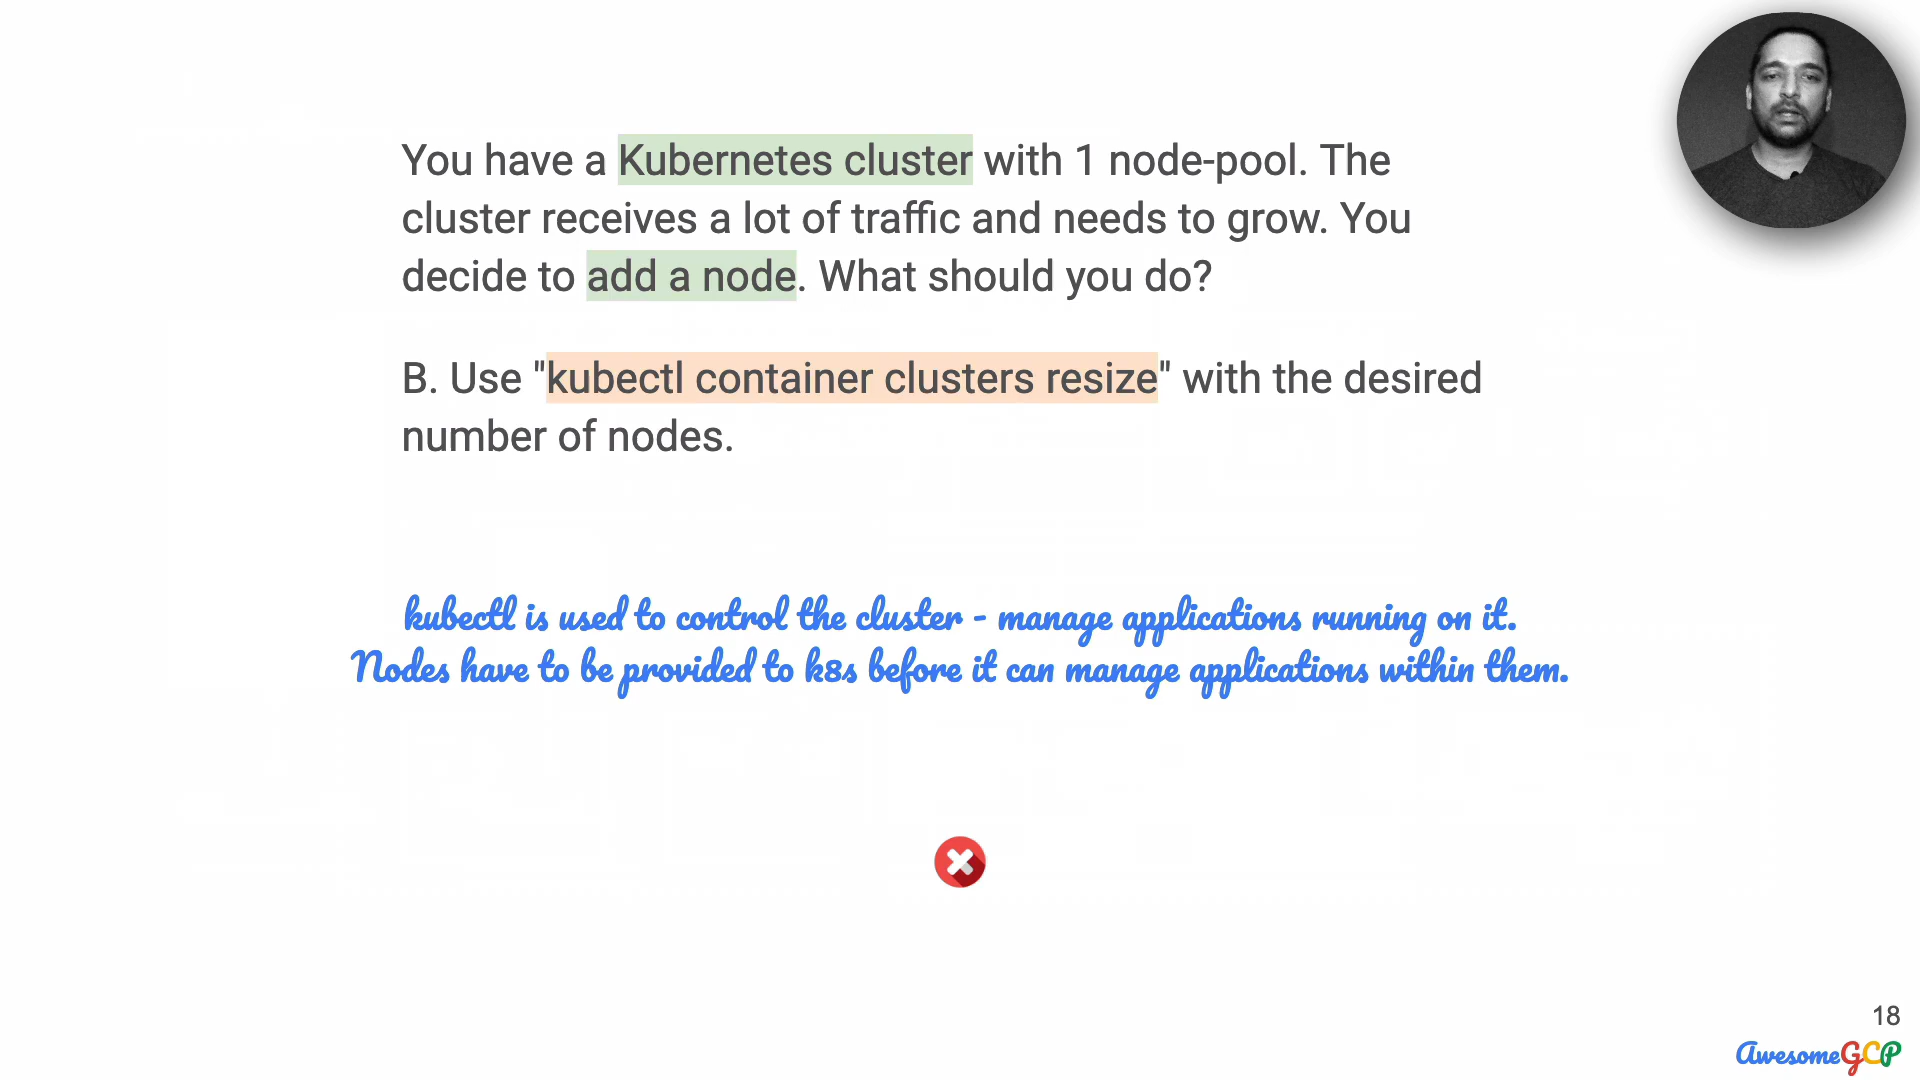 You have a Kubernetes cluster with 1 node-pool. The
cluster receives a lot of traffic and needs to grow. You
decide to add a node. What should you do?
B. Use "kubectl container clusters resize" with the desired
number of nodes.
kubectl is used to control the cluster - manage applications running on it.
Nodes have to be provided to k8s before it can manage applications within them.
18
AwesomeGCP